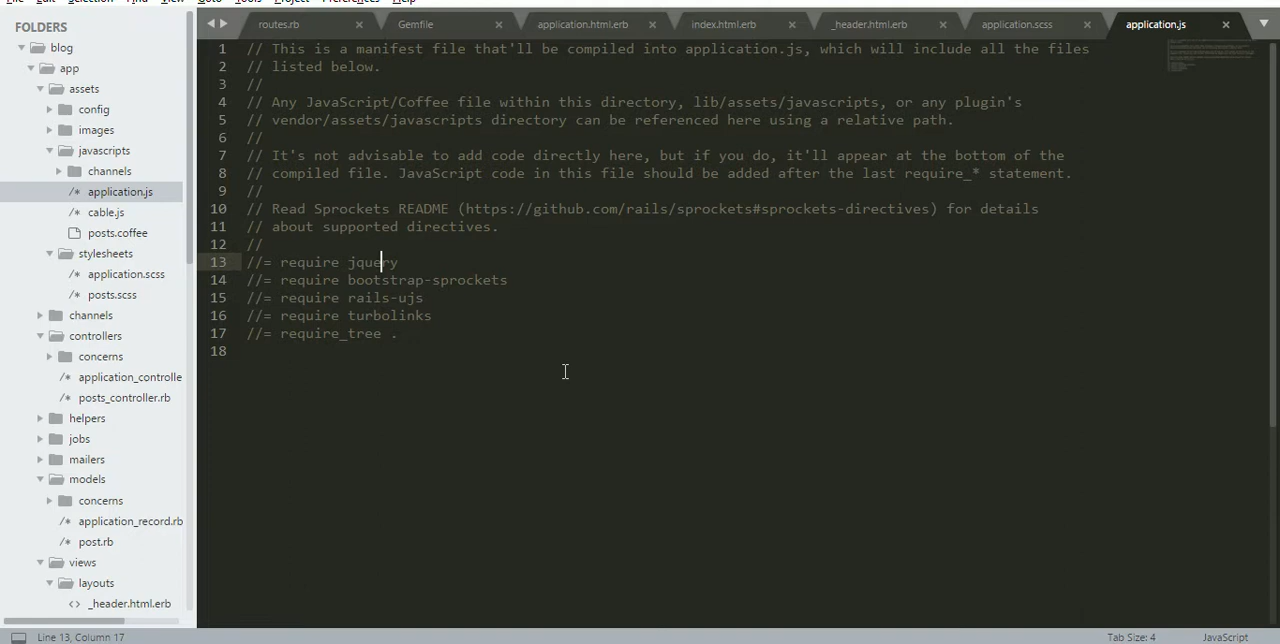 File Edit Selection Find View Goto Tools Project Preferences Help
FOLDERS
blog
app
assets
config
images
javascripts
channels
/* application.js
/* cable.js
posts.coffee
stylesheets
/* application.scss
/* posts.scss
channels
controllers
concerns
/* application_controlle
/* posts_controller.rb
helpers
jobs
mailers
models
concerns
/* application_record.rb
/* post.rb
views
layouts
<> _header.html.erb
routes.rb × Gemfile × application.html.erb × index.html.erb × _header.html.erb × application.scss × application.js ×
1 // This is a manifest file that'll be compiled into application.js, which will include all the files
2 // listed below.
3 //
4 // Any JavaScript/Coffee file within this directory, lib/assets/javascripts, or any plugin's
5 // vendor/assets/javascripts directory can be referenced here using a relative path.
6 //
7 // It's not advisable to add code directly here, but if you do, it'll appear at the bottom of the
8 // compiled file. JavaScript code in this file should be added after the last require_* statement.
9 //
10 // Read Sprockets README (https://github.com/rails/sprockets#sprockets-directives) for details
11 // about supported directives.
12 //
13 //= require jquery
14 //= require bootstrap-sprockets
15 //= require rails-ujs
16 //= require turbolinks
17 //= require_tree .
18
Line 13, Column 17
Tab Size: 4
JavaScript